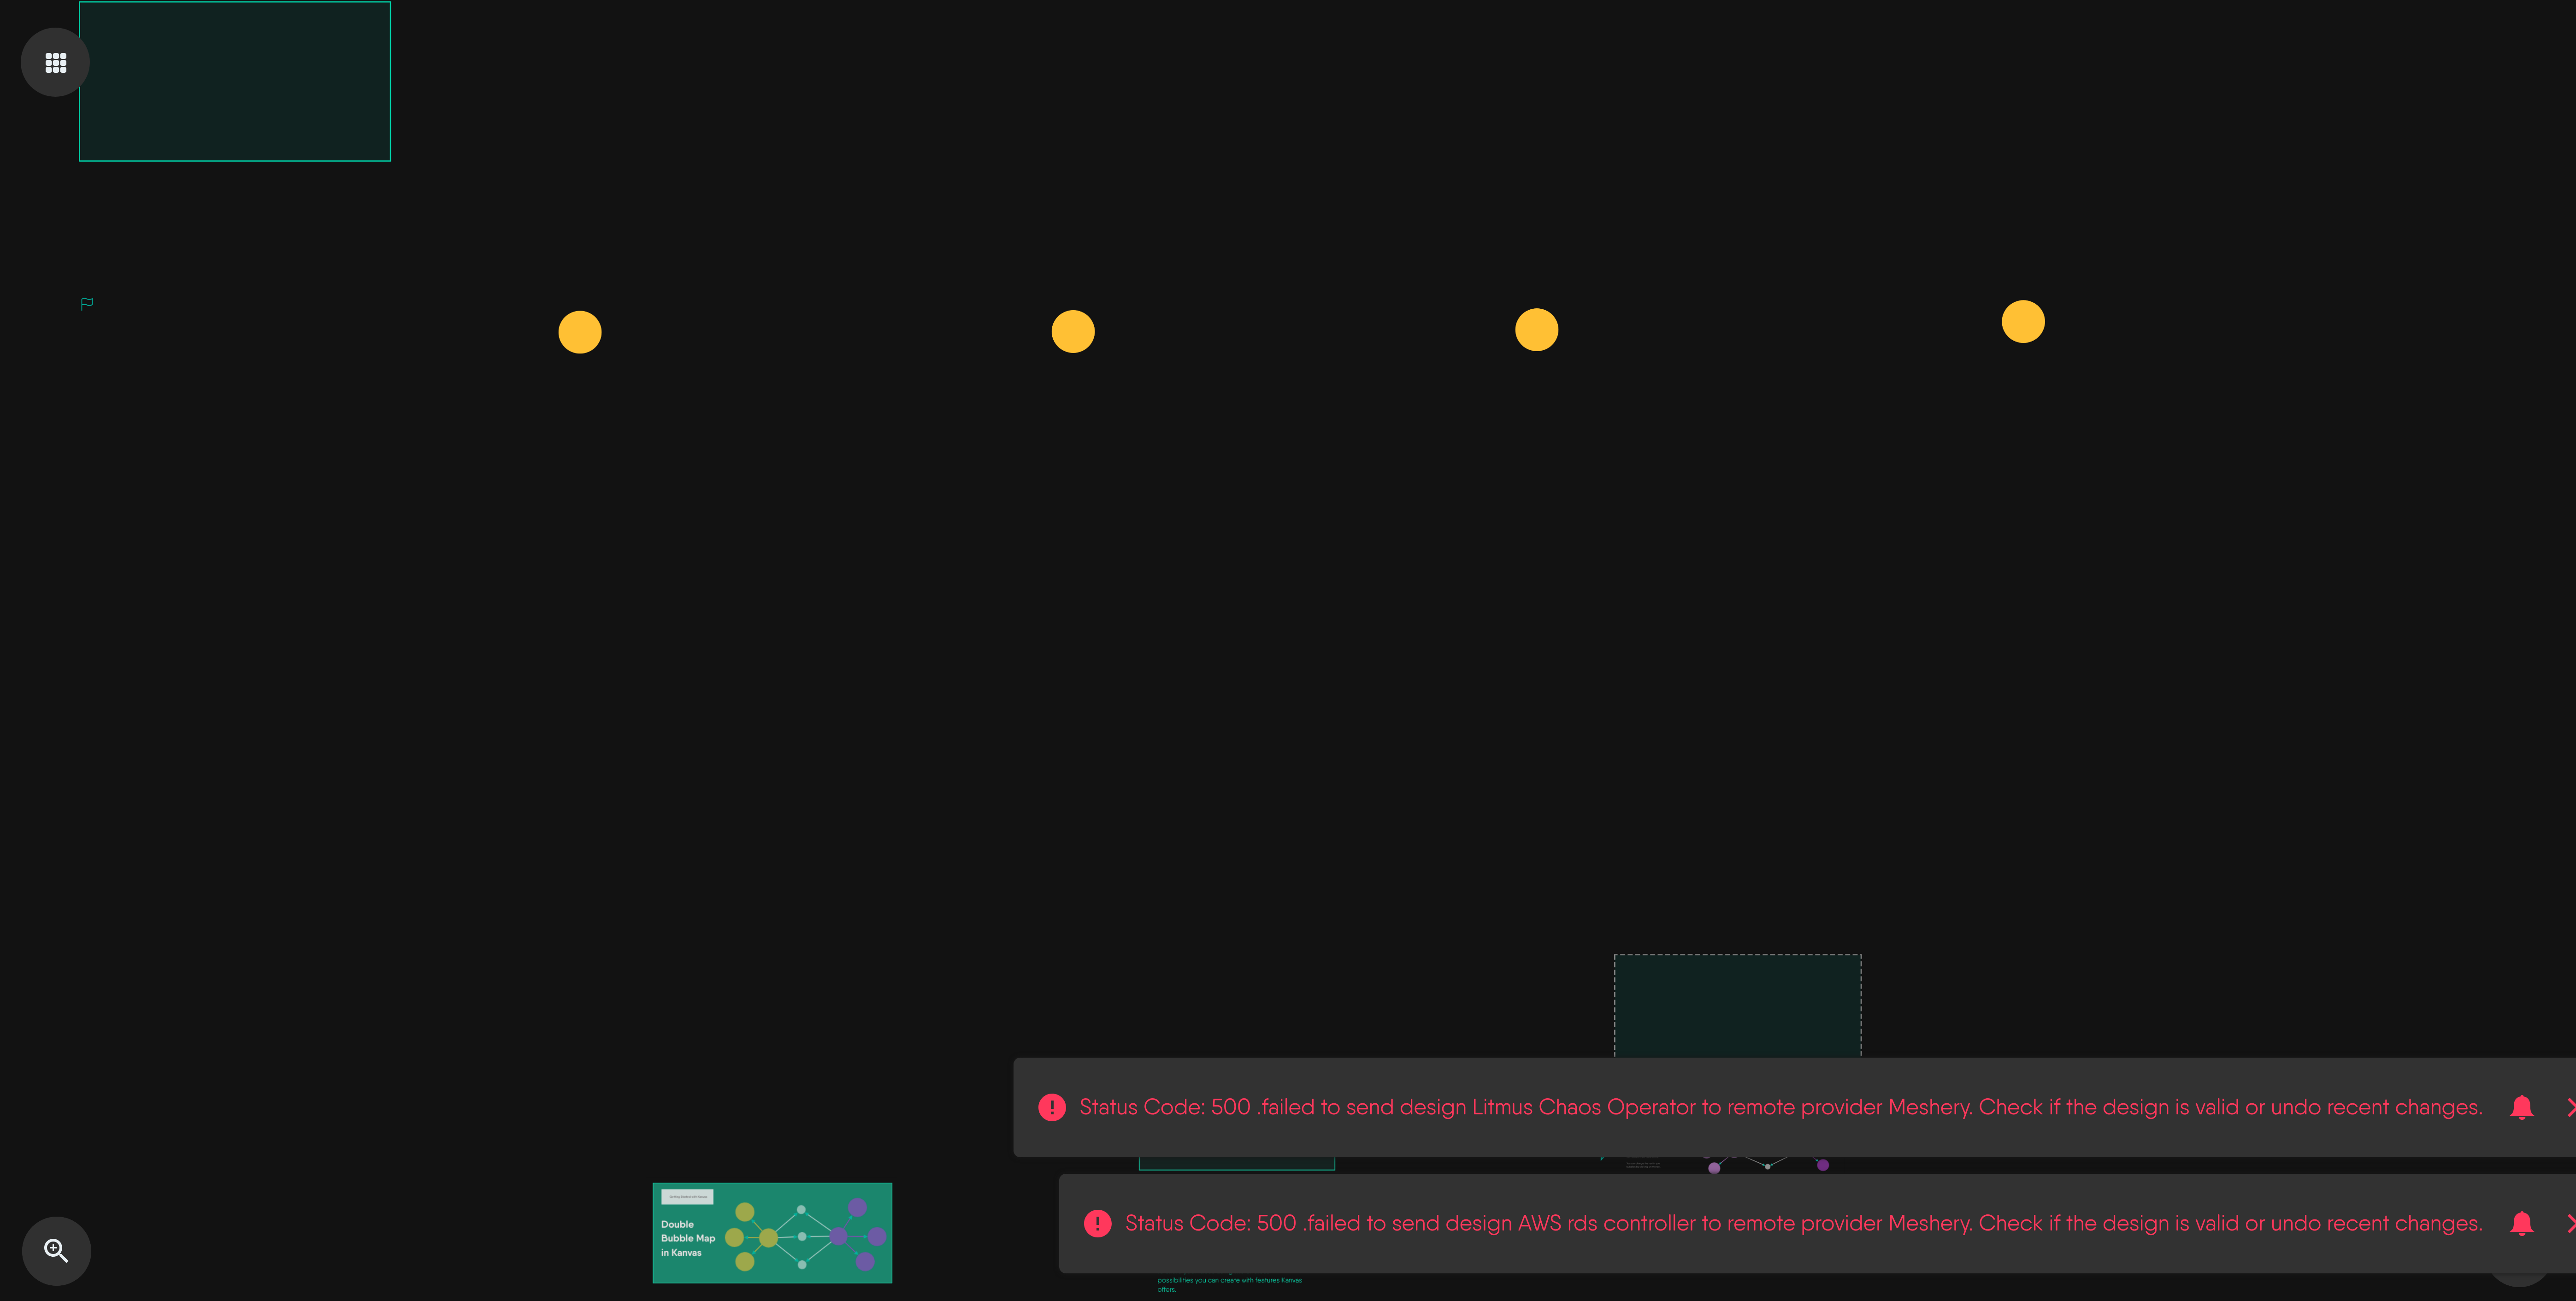 Status Code: 500 .failed to send design Litmus Chaos Operator to remote provider Meshery. Check if the design is valid or undo recent changes.
Status Code: 500 .failed to send design AWS rds controller to remote provider Meshery. Check if the design is valid or undo recent changes.
Double
Bubble Map
in Kanvas
possibilities you can create with features Kanvas
offers.